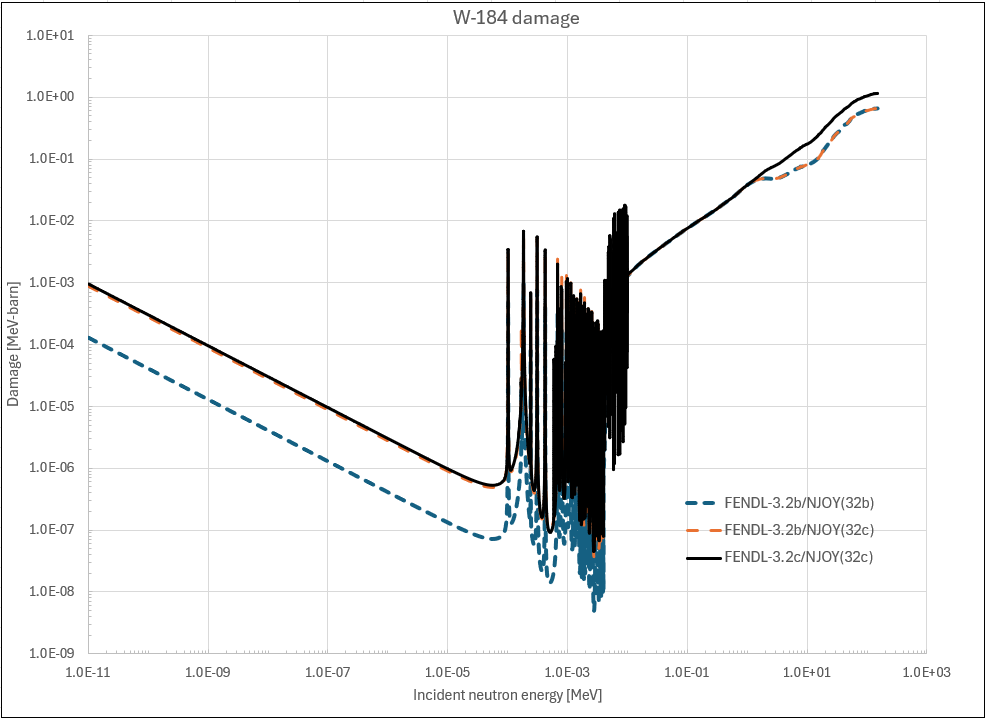 W-184 damage
1.0E+01
1.0E+00
1.0E-01
1.0E-02
1.0E-03
1.0E-04
1.0E-05
1.0E-06
1.0E-07
1.0E-08
1.0E-09
Damage [MeV-barn]
FENDL-3.2b/NJOY(32b)
FENDL-3.2b/NJOY(32c)
FENDL-3.2c/NJOY(32c)
1.0E-11 1.0E-09 1.0E-07 1.0E-05 1.0E-03 1.0E-01 1.0E+01 1.0E+03
Incident neutron energy [MeV]